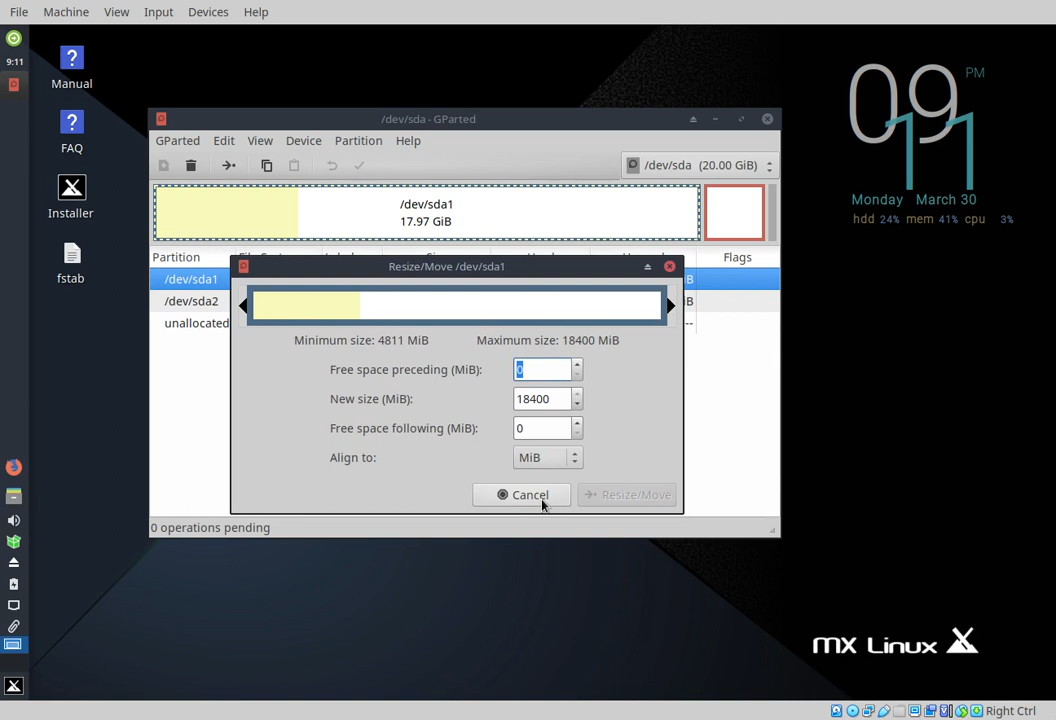 File Machine View Input Devices Help
9:11
Manual
FAQ
Installer
fstab
09
11
PM
Monday March 30
hdd 24% mem 41% cpu 3%
/dev/sda - GParted
GParted Edit View Device Partition Help
/dev/sda (20.00 GiB)
/dev/sda1
17.97 GiB
Partition Flags
/dev/sda1
/dev/sda2
unallocated
Resize/Move /dev/sda1
Minimum size: 4811 MiB Maximum size: 18400 MiB
Free space preceding (MiB): 0
New size (MiB): 18400
Free space following (MiB): 0
Align to: MiB
Cancel Resize/Move
0 operations pending
MX Linux
Right Ctrl